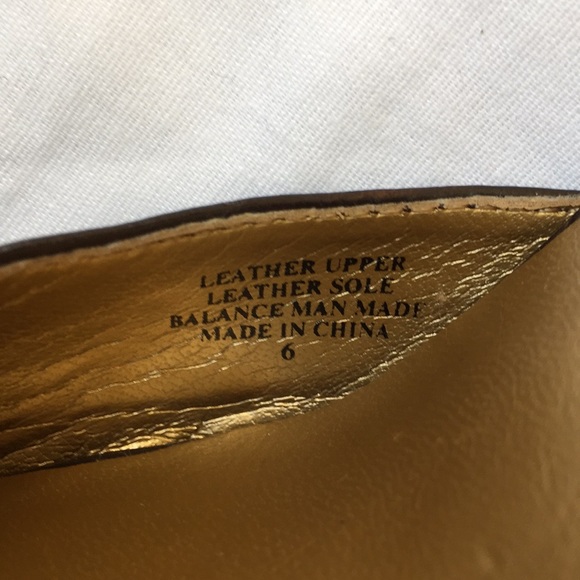 LEATHER UPPER
LEATHER SOLE
BALANCE MAN MADE
MADE IN CHINA
6